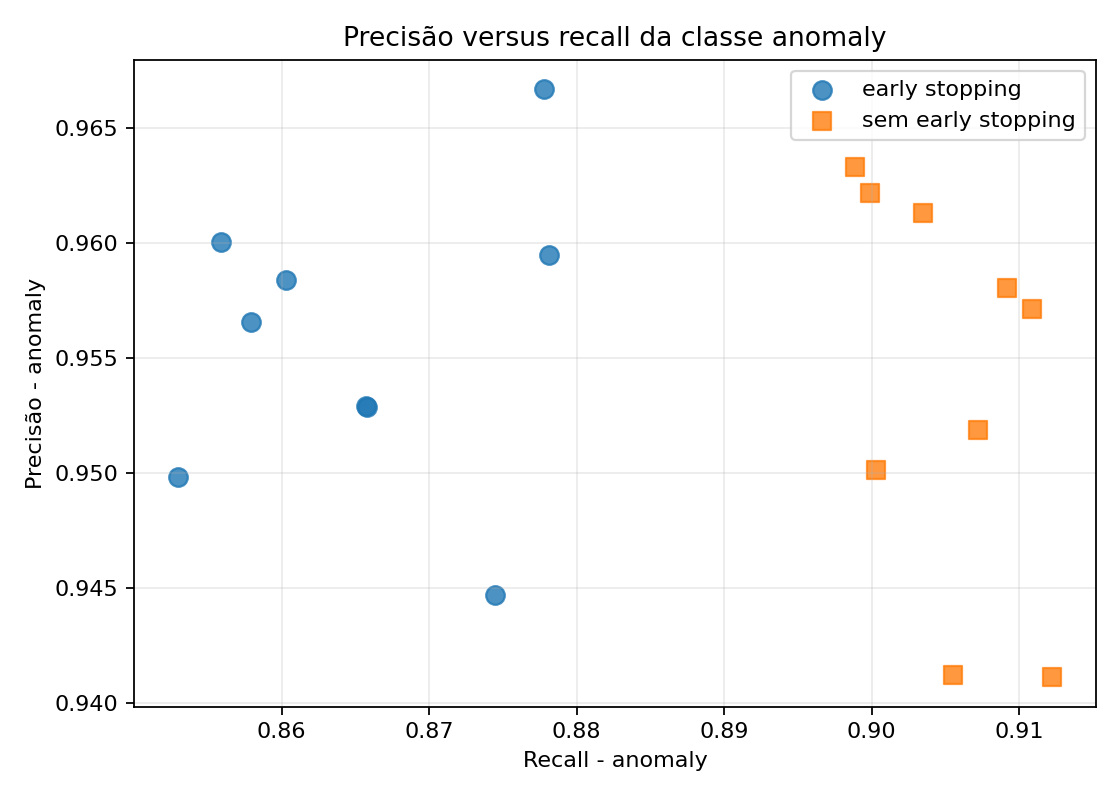 Precisão versus recall da classe anomaly
early stopping
sem early stopping
Precisão - anomaly
0.965
0.960
0.955
0.950
0.945
0.940
0.86 0.87 0.88 0.89 0.90 0.91
Recall - anomaly